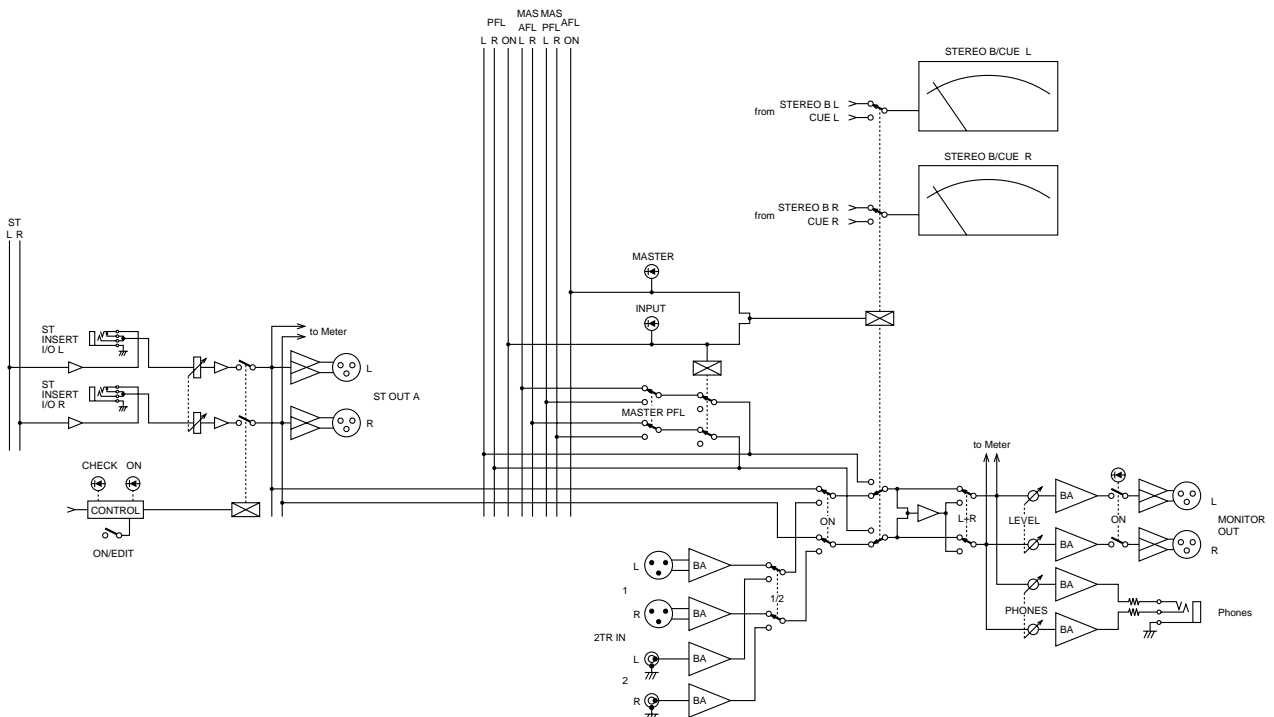 MAS MAS
PFL AFL PFL AFL
L R ON L R L R ON
STEREO B/CUE L
from STEREO B L
CUE L
STEREO B/CUE R
from STEREO B R
CUE R
ST
L R
MASTER
INPUT
to Meter
ST
INSERT
I/O L
L
ST OUT A
ST
INSERT
I/O R
R
MASTER PFL
to Meter
CHECK ON
CONTROL
ON/EDIT
ON
L+R
LEVEL
BA
ON
L
MONITOR
OUT
BA
R
L
BA
1
1/2
R
BA
PHONES
BA
BA
Phones
2TR IN
L
BA
2
R
BA